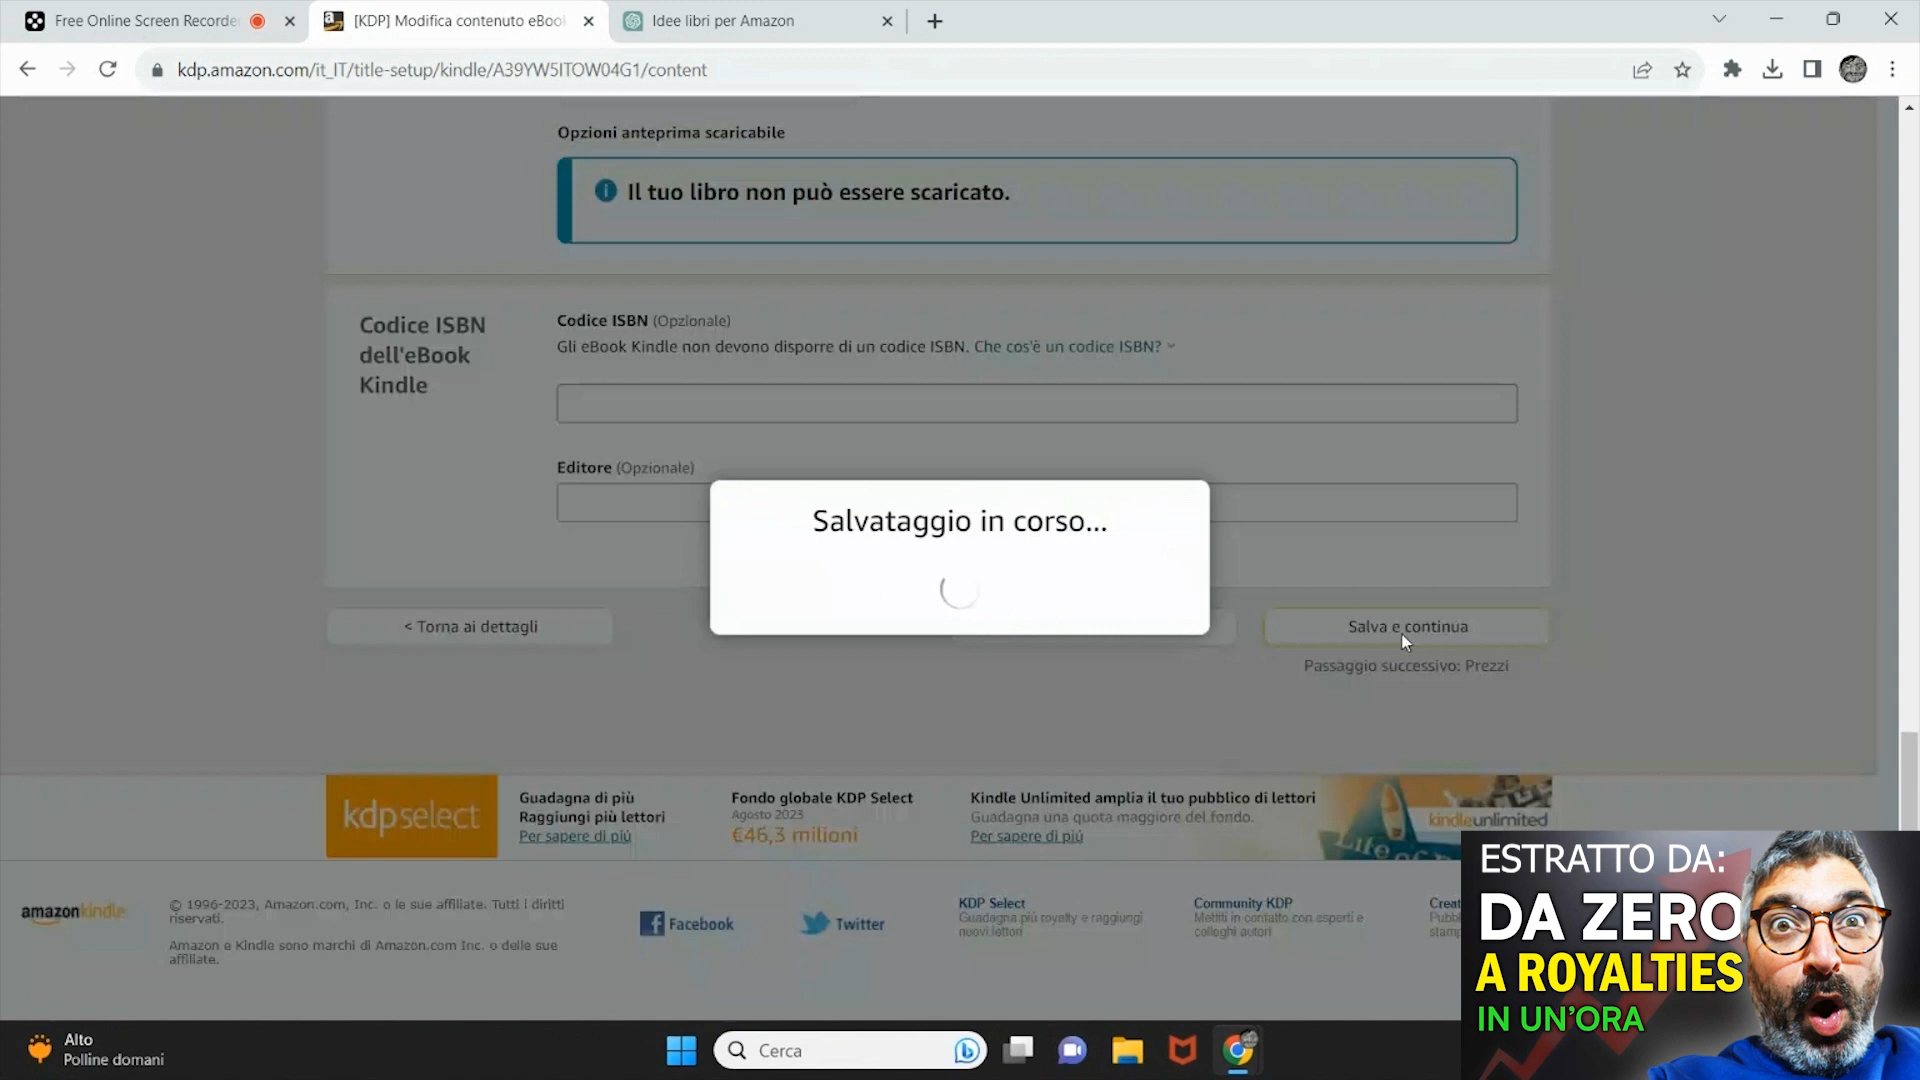 Free Online Screen Recorde
[KDP] Modifica contenuto eBook
Idee libri per Amazon
kdp.amazon.com/it_IT/title-setup/kindle/A39YW5ITOW04G1/content
Opzioni anteprima scaricabile
Il tuo libro non può essere scaricato.
Codice ISBN
dell'eBook
Kindle
Codice ISBN (Opzionale)
Gli eBook Kindle non devono disporre di un codice ISBN. Che cos'è un codice ISBN?
Editore (Opzionale)
Salvataggio in corso...
< Torna ai dettagli
Salva e continua
Passaggio successivo: Prezzi
kdpselect
Guadagna di più
Raggiungi più lettori
Per sapere di più
Fondo globale KDP Select
Agosto 2023
€46,3 milioni
Kindle Unlimited amplia il tuo pubblico di lettori
Guadagna una quota maggiore del fondo.
Per sapere di più
Life of
kindleunlimited
amazonkindle
© 1996-2023, Amazon.com, Inc. o le sue affiliate. Tutti i diritti
riservati.
Amazon e Kindle sono marchi di Amazon.com Inc. o delle sue
affiliate.
Facebook
Twitter
KDP Select
Guadagna più royalty e raggiungi
nuovi lettori
Community KDP
Mettiti in contatto con esperti e
colleghi autori
Creat
Pubbl
stamp
ESTRATTO DA:
DA ZERO
A ROYALTIES
IN UN'ORA
Alto
Polline domani
Cerca